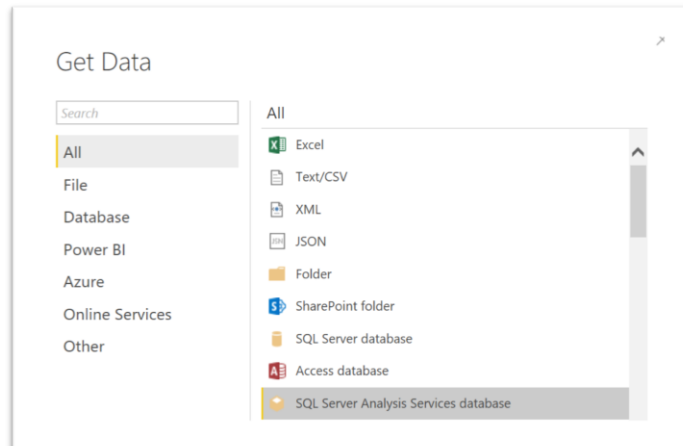 Get Data
Search
All
File
Database
Power BI
Azure
Online Services
Other
All
Excel
Text/CSV
XML
JSON
Folder
SharePoint folder
SQL Server database
Access database
SQL Server Analysis Services database